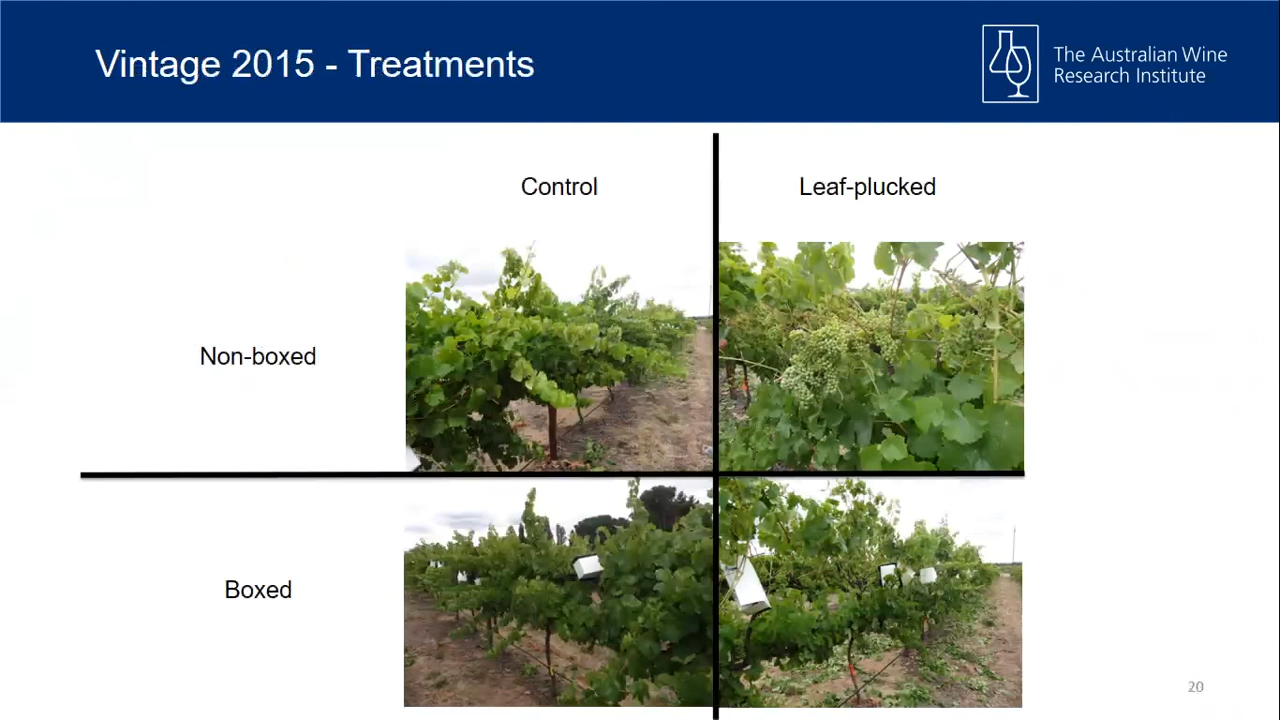 Vintage 2015 - Treatments
The Australian Wine
Research Institute
Control
Leaf-plucked
Non-boxed
Boxed
20